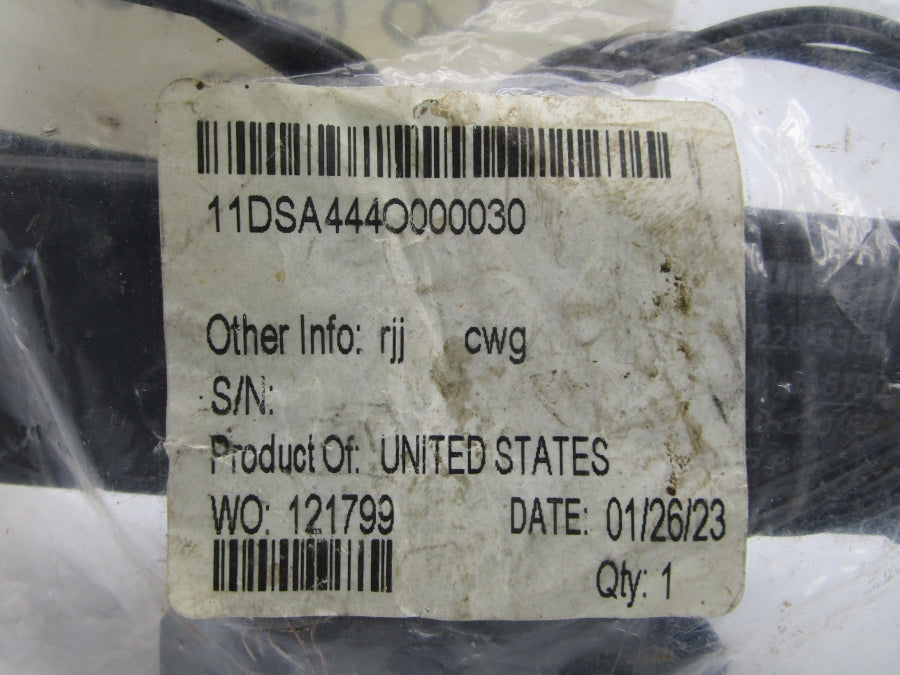 11DSA444O000030
Other Info: rjj cwg
S/N:
Product Of: UNITED STATES
WO: 121799 DATE: 01/26/23
Qty: 1